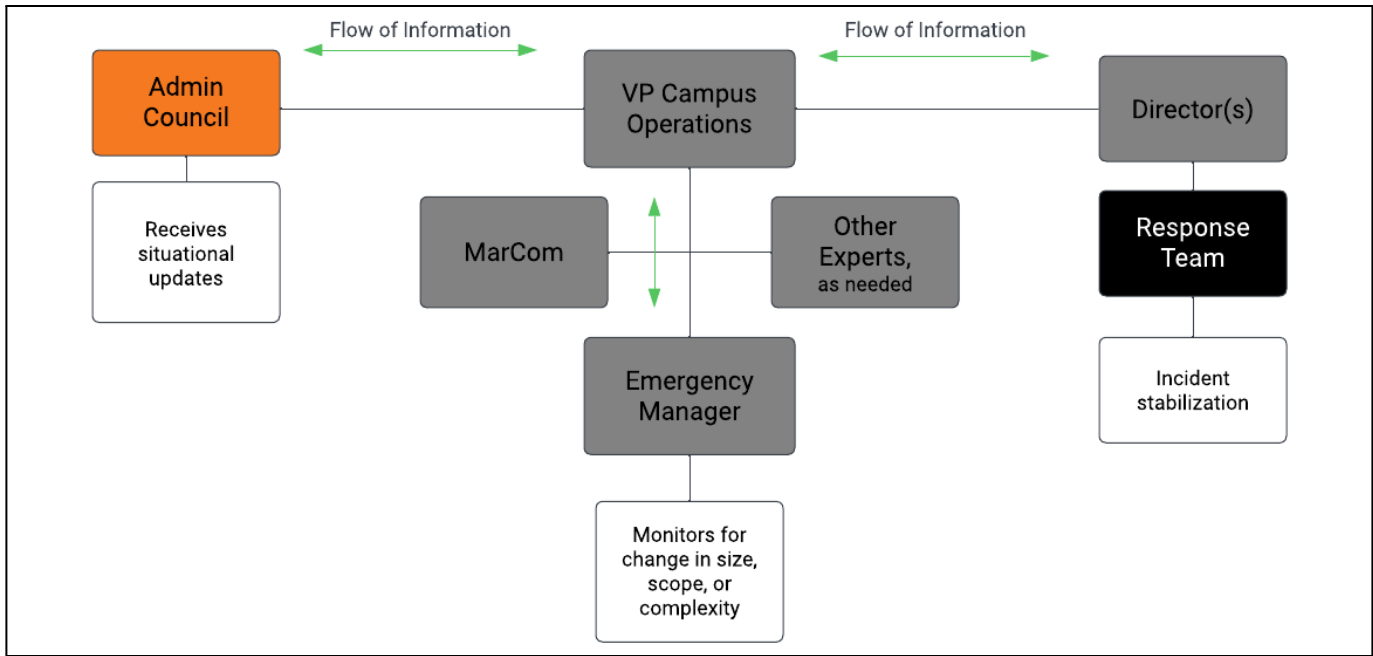 Flow of Information
Flow of Information
Admin
Council
VP Campus
Operations
Director(s)
Receives
situational
updates
MarCom
Other
Experts,
as needed
Response
Team
Emergency
Manager
Incident
stabilization
Monitors for
change in size,
scope, or
complexity